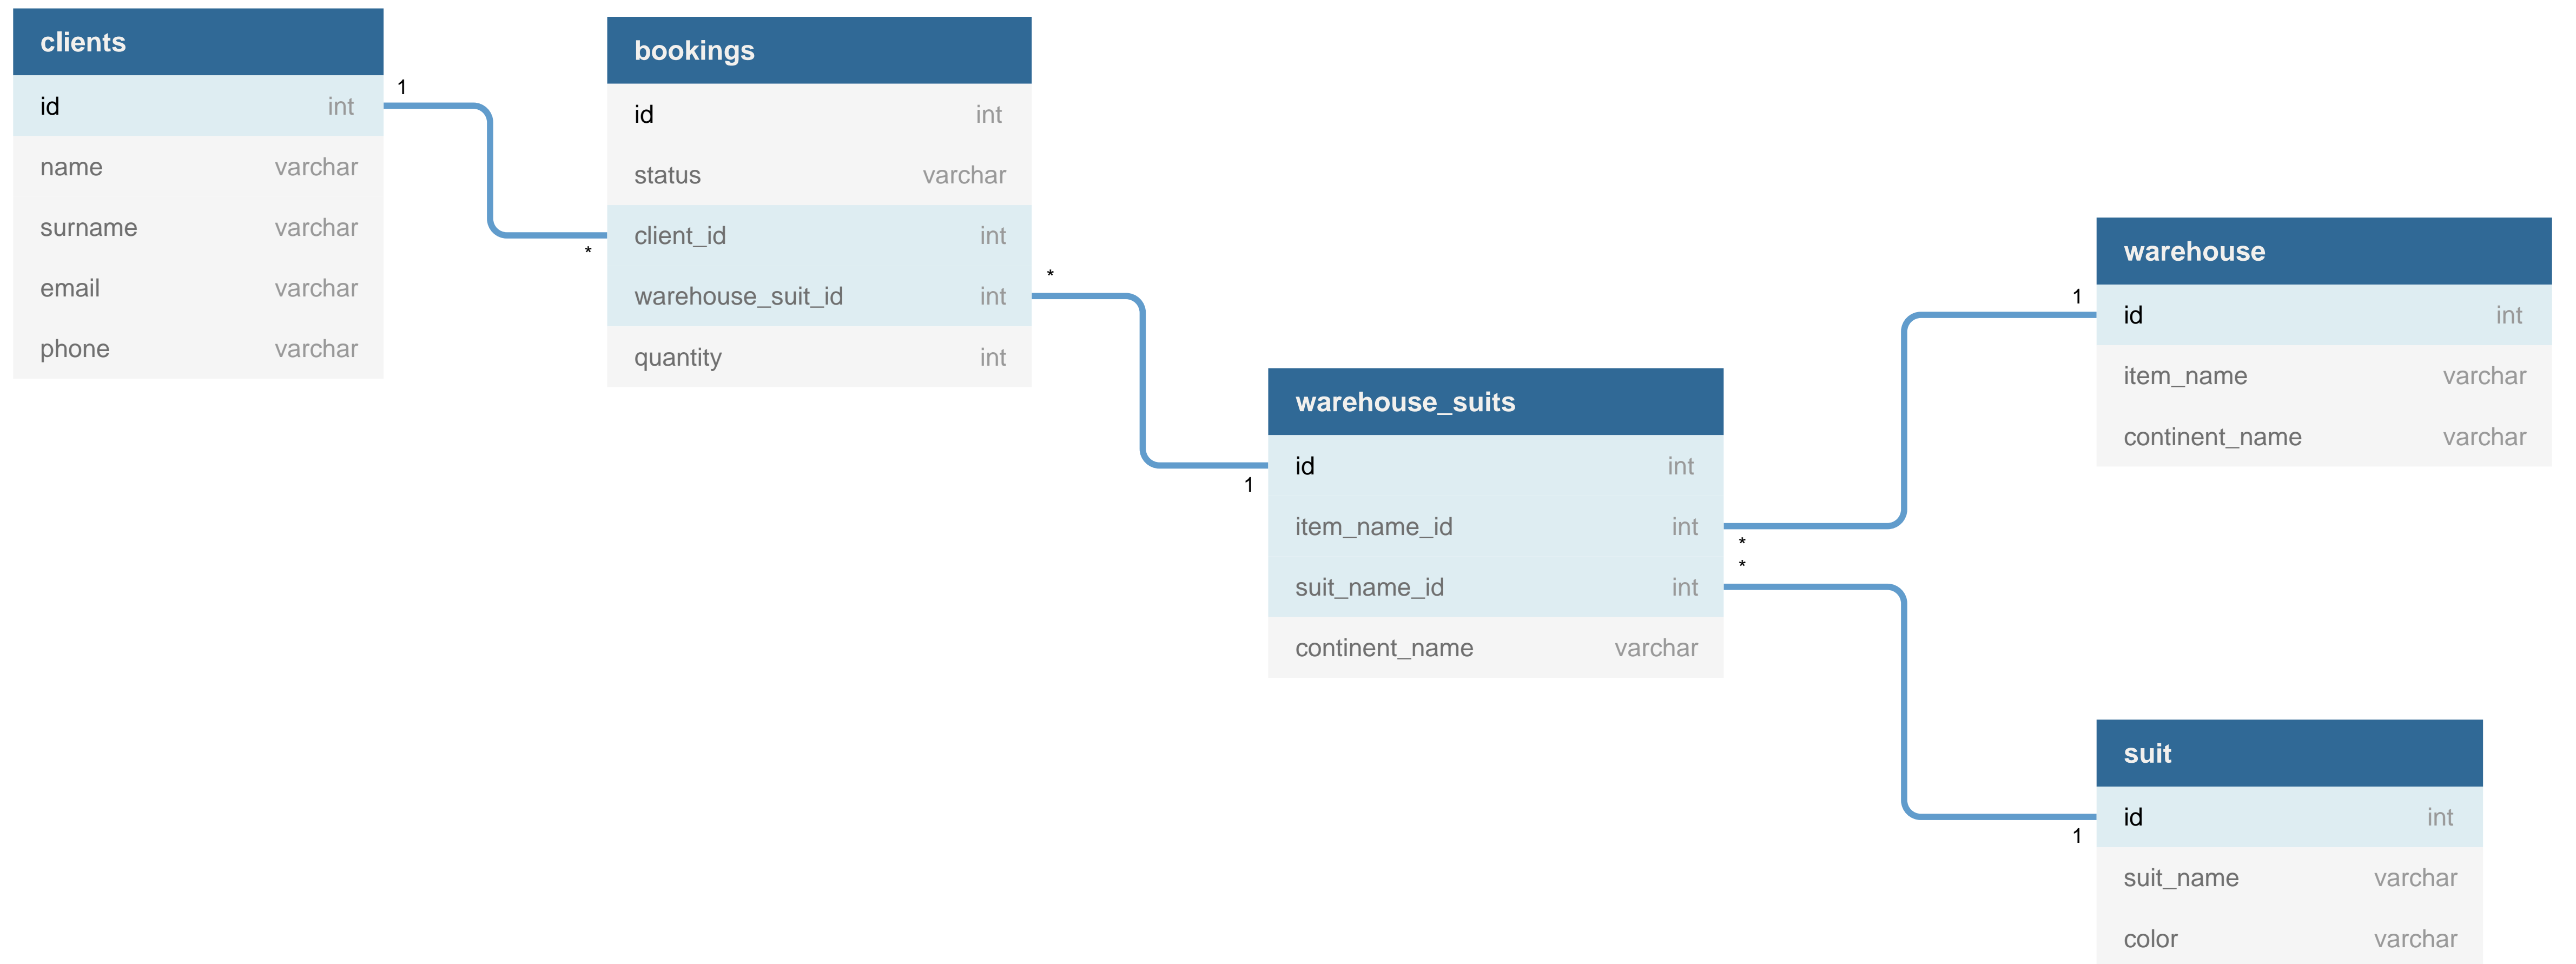 clients
id int
name varchar
surname varchar
email varchar
phone varchar
1
*
bookings
id int
status varchar
client_id int
warehouse_suit_id int
quantity int
*
1
warehouse_suits
id int
item_name_id int
suit_name_id int
continent_name varchar
*
*
1
warehouse
id int
item_name varchar
continent_name varchar
1
suit
id int
suit_name varchar
color varchar